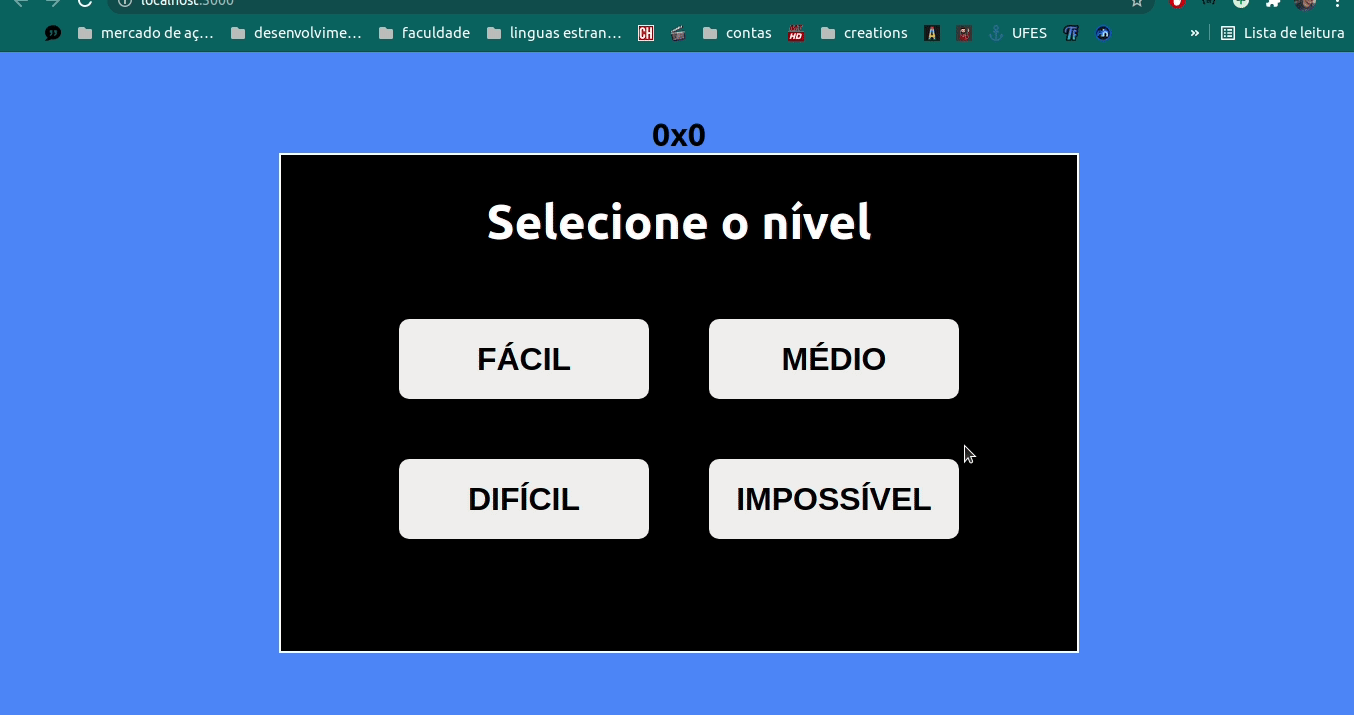 localhost:3000
mercado de aç… desenvolvime… faculdade linguas estran… CH contas HD creations A UFES TF Lista de leitura
0x0
Selecione o nível
FÁCIL MÉDIO
DIFÍCIL IMPOSSÍVEL